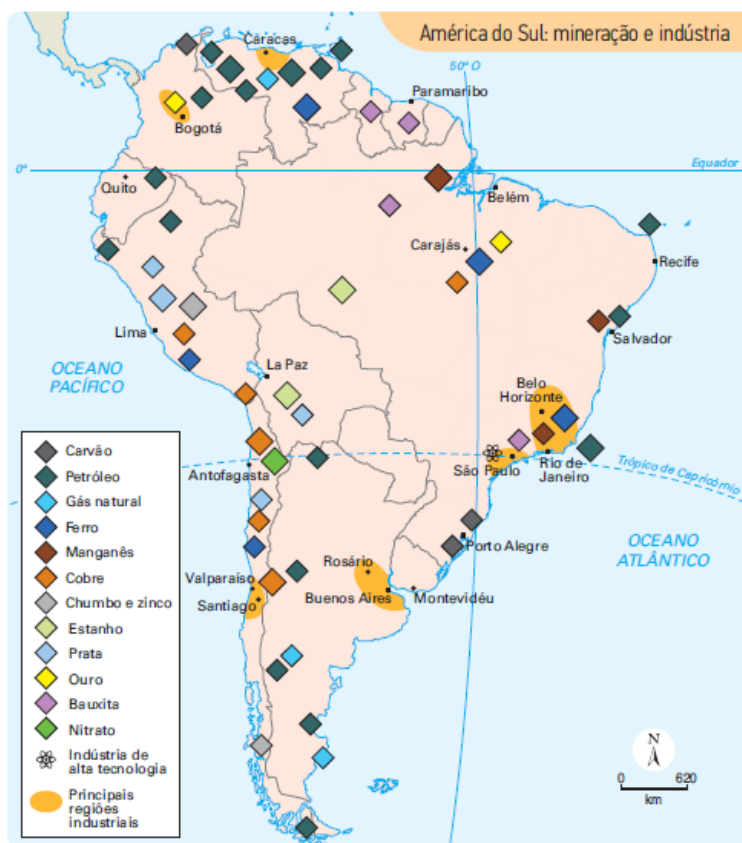 América do Sul: mineração e indústria
Caracas
50° O
Paramaribo
Bogotá
0°
Equador
Quito
Belém
Carajás
Recife
Lima
Salvador
OCEANO
PACÍFICO
La Paz
Belo
Horizonte
São Paulo
Rio de
Janeiro
Trópico de Capricórnio
Antofagasta
Porto Alegre
OCEANO
ATLÂNTICO
Rosário
Valparaíso
Buenos Aires
Montevidéu
Santiago
Carvão
Petróleo
Gás natural
Ferro
Manganês
Cobre
Chumbo e zinco
Estanho
Prata
Ouro
Bauxita
Nitrato
Indústria de
alta tecnologia
Principais
regiões
industriais
N
0 620
km